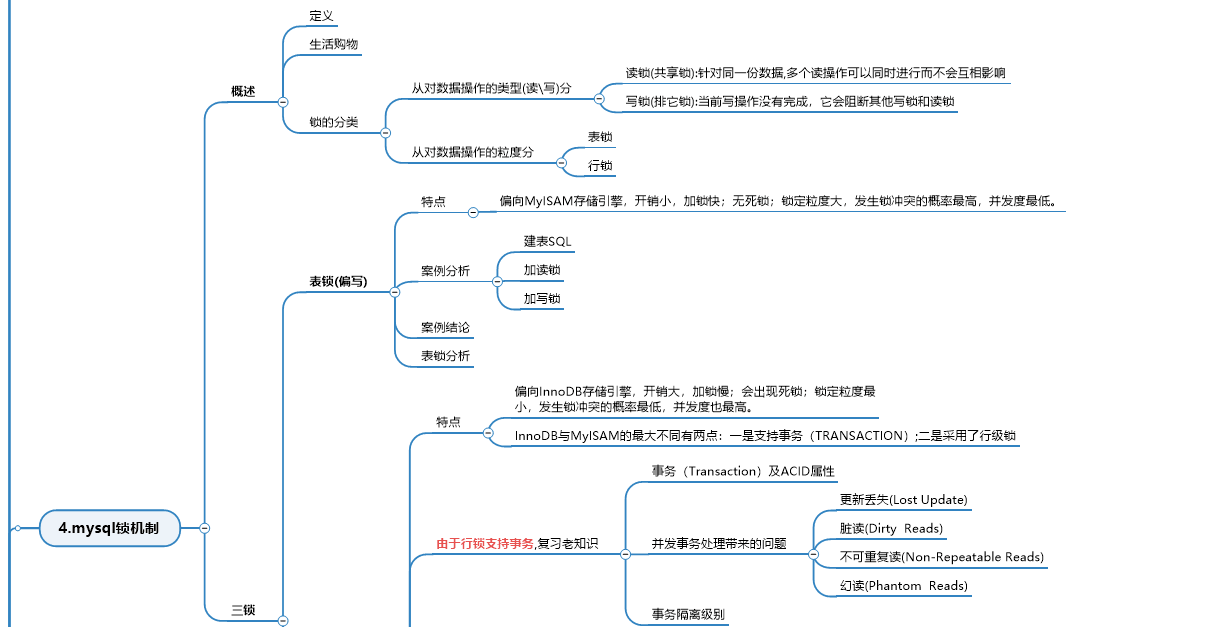 定义
生活购物
概述
锁的分类
从对数据操作的类型(读\写)分
读锁(共享锁):针对同一份数据,多个读操作可以同时进行而不会互相影响
写锁(排它锁):当前写操作没有完成，它会阻断其他写锁和读锁
从对数据操作的粒度分
表锁
行锁
特点
偏向MyISAM存储引擎，开销小，加锁快；无死锁；锁定粒度大，发生锁冲突的概率最高，并发度最低。
表锁(偏写)
案例分析
建表SQL
加读锁
加写锁
案例结论
表锁分析
特点
偏向InnoDB存储引擎，开销大，加锁慢；会出现死锁；锁定粒度最
小，发生锁冲突的概率最低，并发度也最高。
InnoDB与MyISAM的最大不同有两点：一是支持事务（TRANSACTION）;二是采用了行级锁
4.mysql锁机制
由于行锁支持事务,复习老知识
事务（Transaction）及ACID属性
并发事务处理带来的问题
更新丢失(Lost Update)
脏读(Dirty Reads)
不可重复读(Non-Repeatable Reads)
幻读(Phantom Reads)
事务隔离级别
三锁